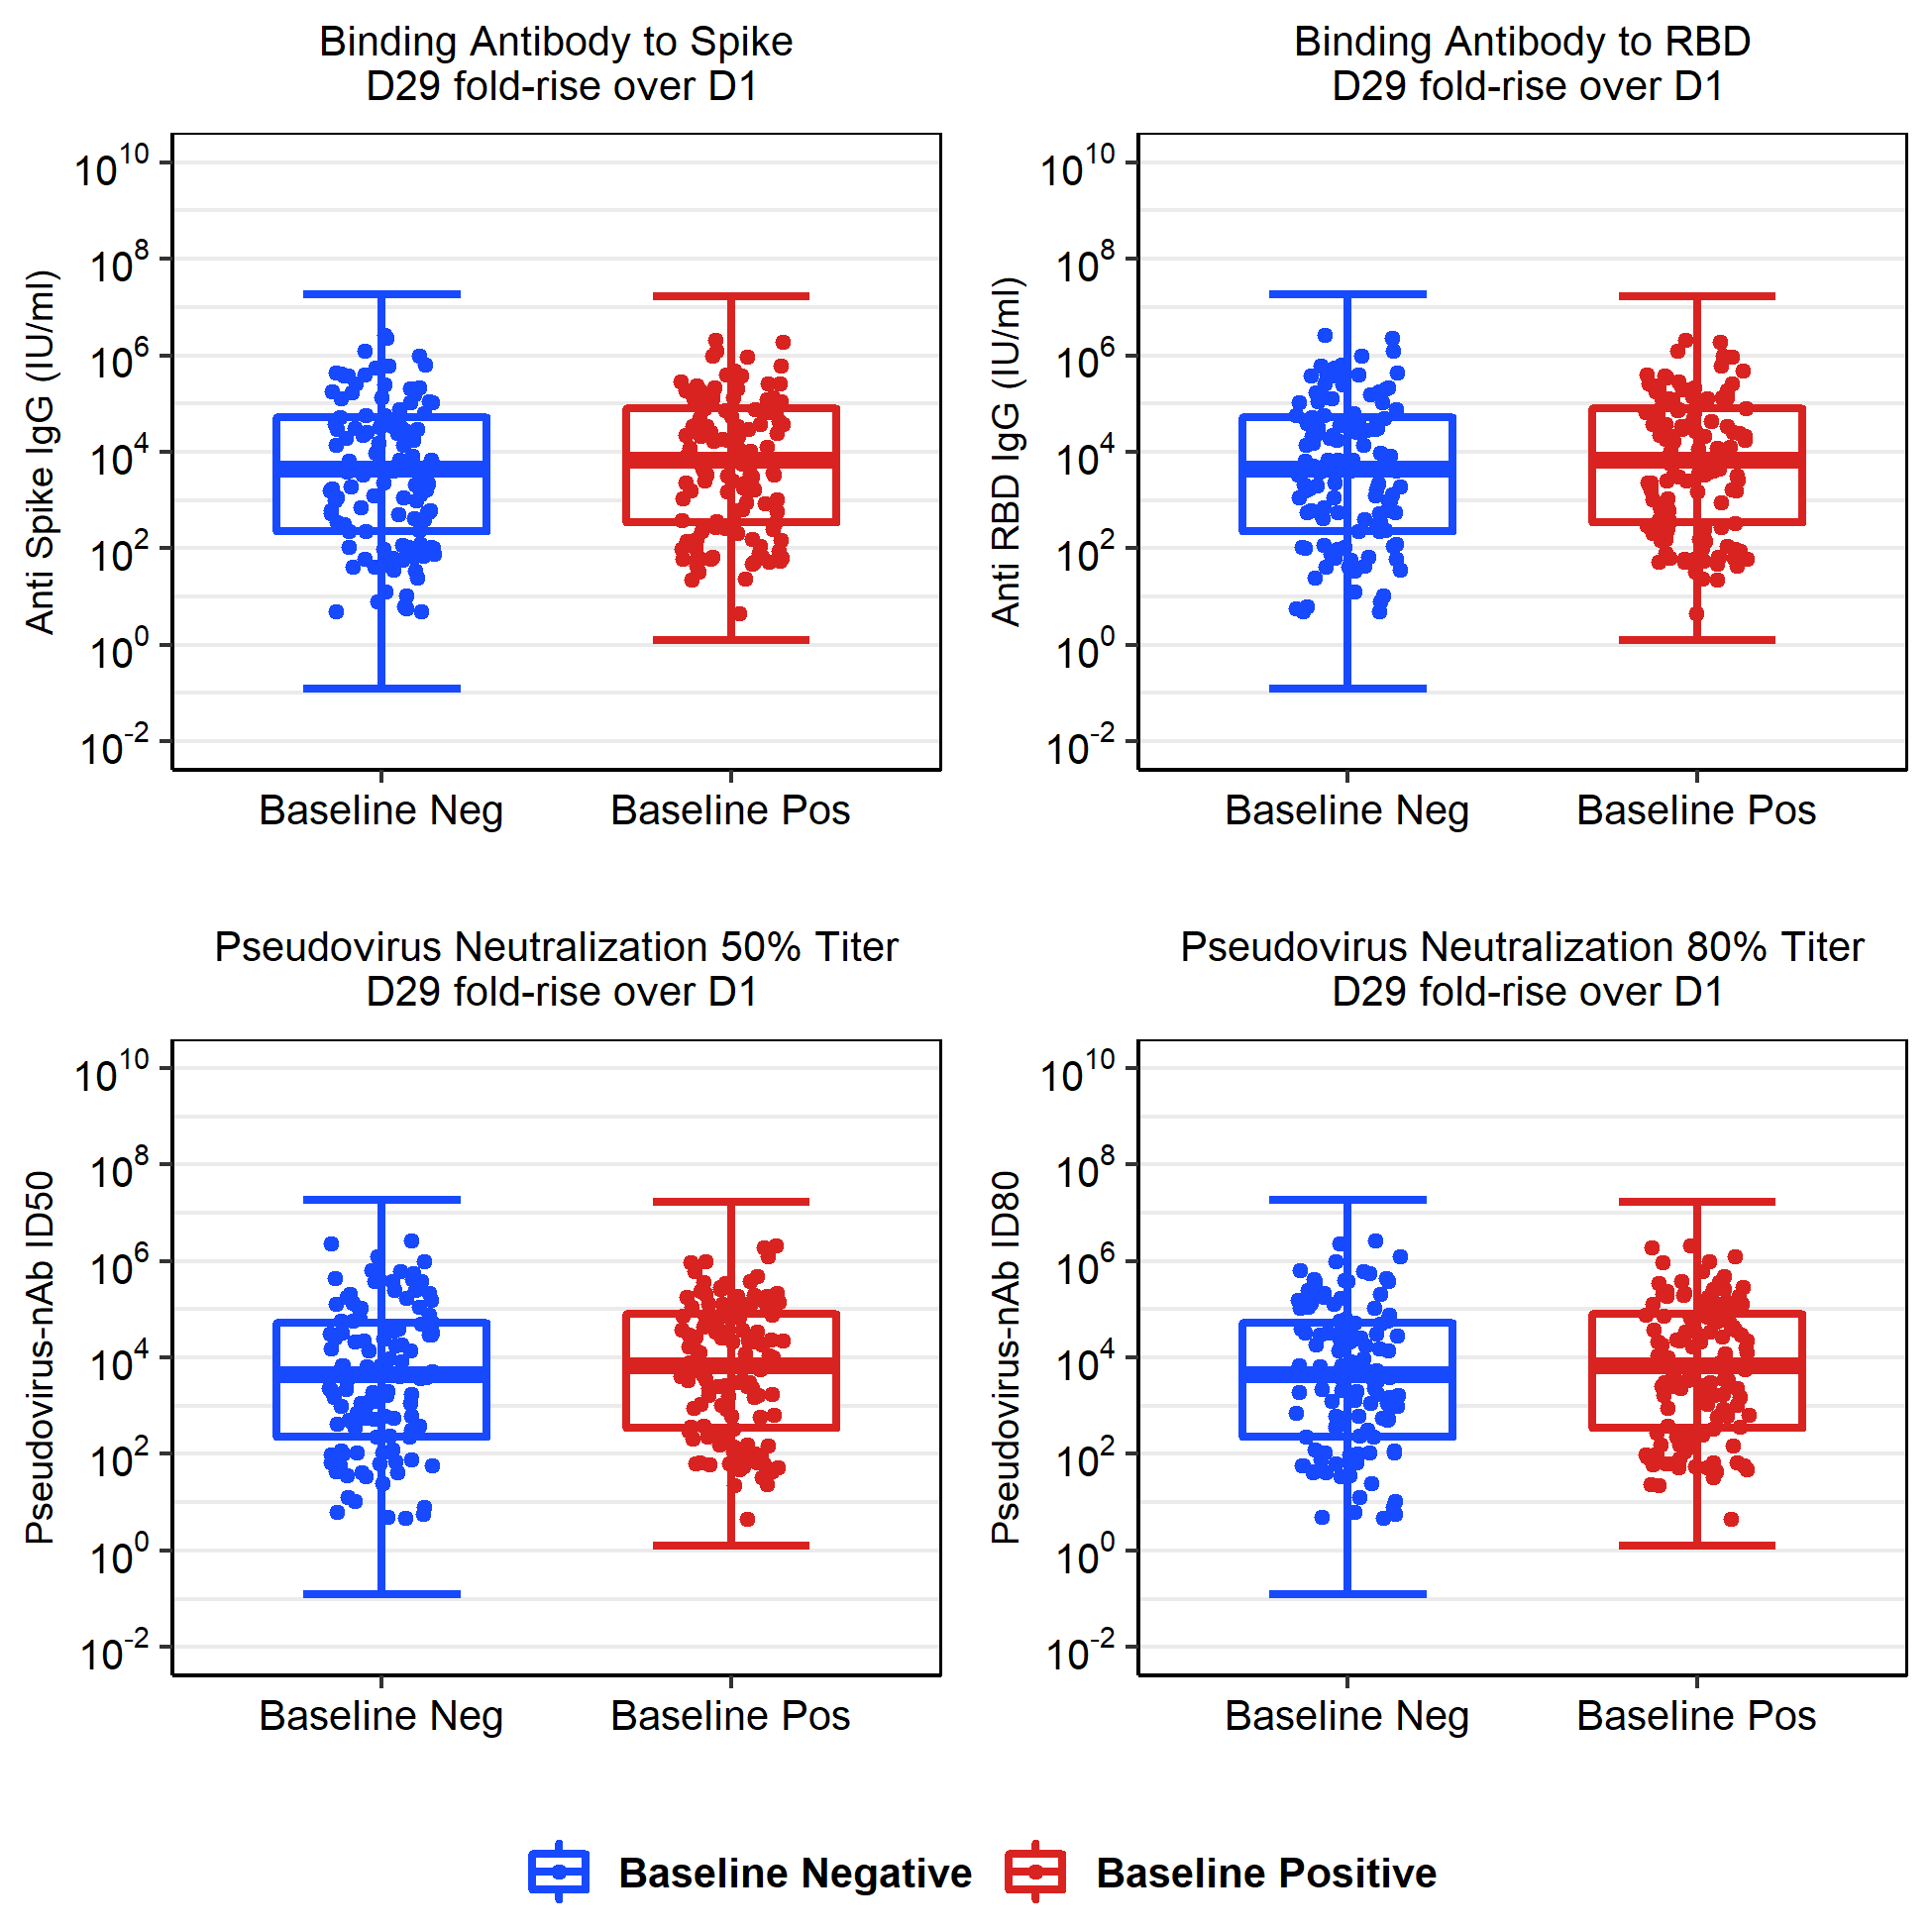 Binding Antibody to Spike
D29 fold-rise over D1
Anti Spike IgG (IU/ml)
10^10
10^8
10^6
10^4
10^2
10^0
10^-2
Baseline Neg
Baseline Pos
Binding Antibody to RBD
D29 fold-rise over D1
Anti RBD IgG (IU/ml)
10^10
10^8
10^6
10^4
10^2
10^0
10^-2
Baseline Neg
Baseline Pos
Pseudovirus Neutralization 50% Titer
D29 fold-rise over D1
Pseudovirus-nAb ID50
10^10
10^8
10^6
10^4
10^2
10^0
10^-2
Baseline Neg
Baseline Pos
Pseudovirus Neutralization 80% Titer
D29 fold-rise over D1
Pseudovirus-nAb ID80
10^10
10^8
10^6
10^4
10^2
10^0
10^-2
Baseline Neg
Baseline Pos
Baseline Negative
Baseline Positive